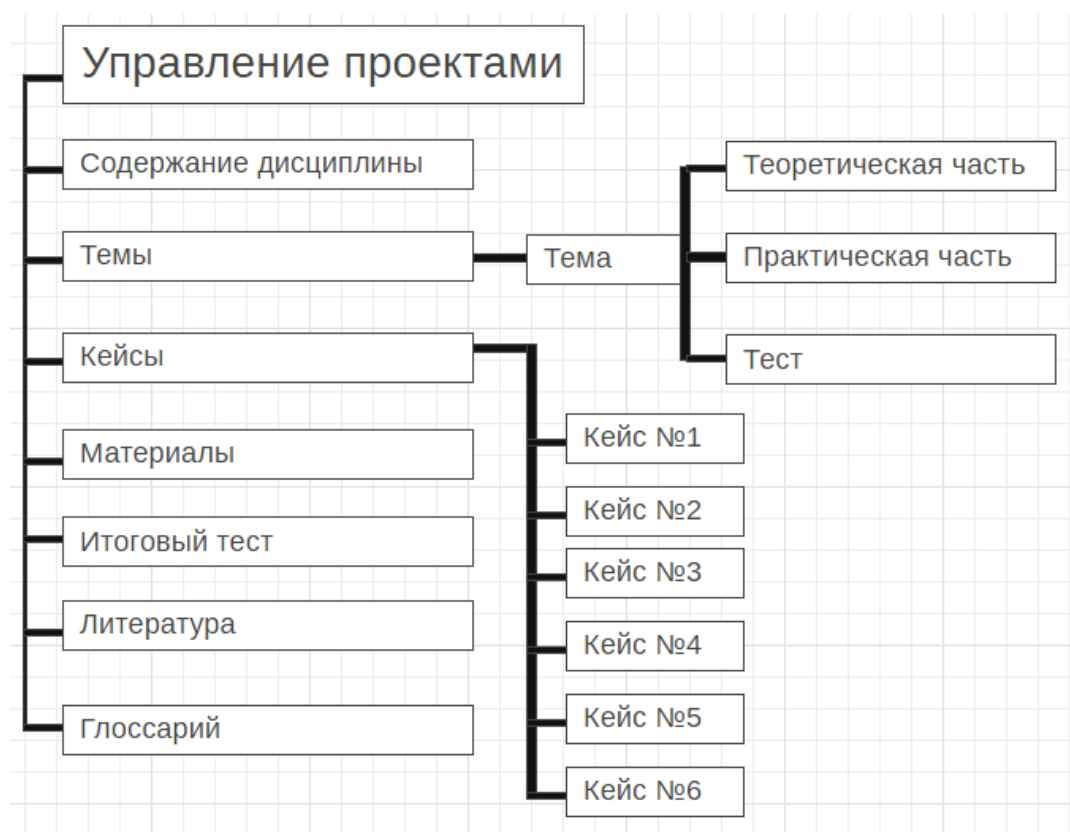 Управление проектами
Содержание дисциплины
Темы
Тема
Теоретическая часть
Практическая часть
Тест
Кейсы
Кейс №1
Кейс №2
Кейс №3
Кейс №4
Кейс №5
Кейс №6
Материалы
Итоговый тест
Литература
Глоссарий